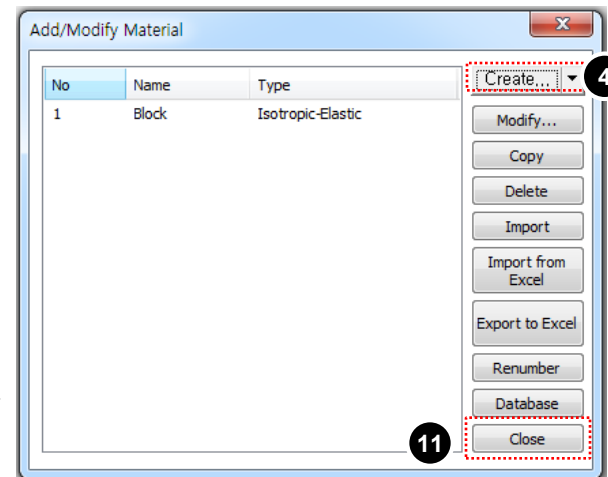 Add/Modify Material
No Name Type
1 Block Isotropic-Elastic
Create...
4
Modify...
Copy
Delete
Import
Import from
Excel
Export to Excel
Renumber
Database
11
Close